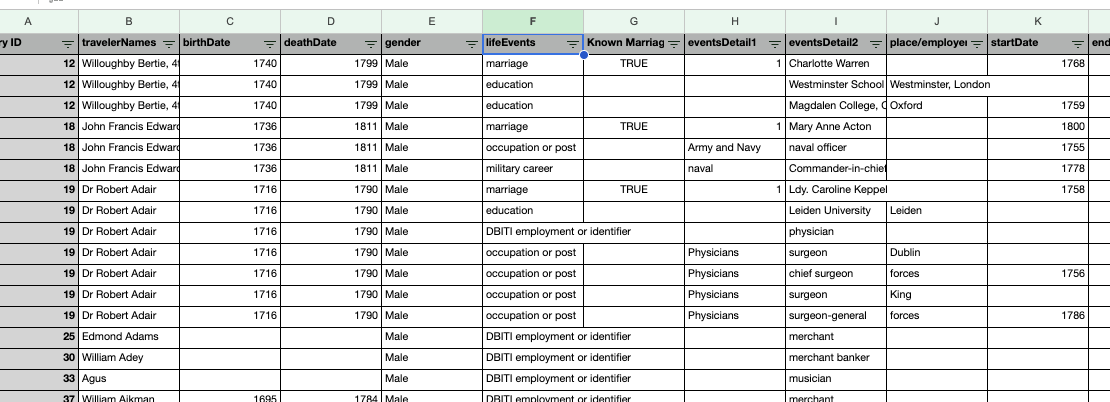 A B C D E F G H I J K
ry ID travelerNames birthDate deathDate gender lifeEvents Known Marriag eventsDetail1 eventsDetail2 place/employer startDate end
12 Willoughby Bertie, 4t 1740 1799 Male marriage TRUE 1 Charlotte Warren 1768
12 Willoughby Bertie, 4t 1740 1799 Male education Westminster School Westminster, London
12 Willoughby Bertie, 4t 1740 1799 Male education Magdalen College, O Oxford 1759
18 John Francis Edward 1736 1811 Male marriage TRUE 1 Mary Anne Acton 1800
18 John Francis Edward 1736 1811 Male occupation or post Army and Navy naval officer 1755
18 John Francis Edward 1736 1811 Male military career naval Commander-in-chief 1778
19 Dr Robert Adair 1716 1790 Male marriage TRUE 1 Ldy. Caroline Keppel 1758
19 Dr Robert Adair 1716 1790 Male education Leiden University Leiden
19 Dr Robert Adair 1716 1790 Male DBITI employment or identifier physician
19 Dr Robert Adair 1716 1790 Male occupation or post Physicians surgeon Dublin
19 Dr Robert Adair 1716 1790 Male occupation or post Physicians chief surgeon forces 1756
19 Dr Robert Adair 1716 1790 Male occupation or post Physicians surgeon King
19 Dr Robert Adair 1716 1790 Male occupation or post Physicians surgeon-general forces 1786
25 Edmond Adams Male DBITI employment or identifier merchant
30 William Adey Male DBITI employment or identifier merchant banker
33 Agus Male DBITI employment or identifier musician
37 William Aikman 1695 1784 Male DBITI employment or identifier merchant